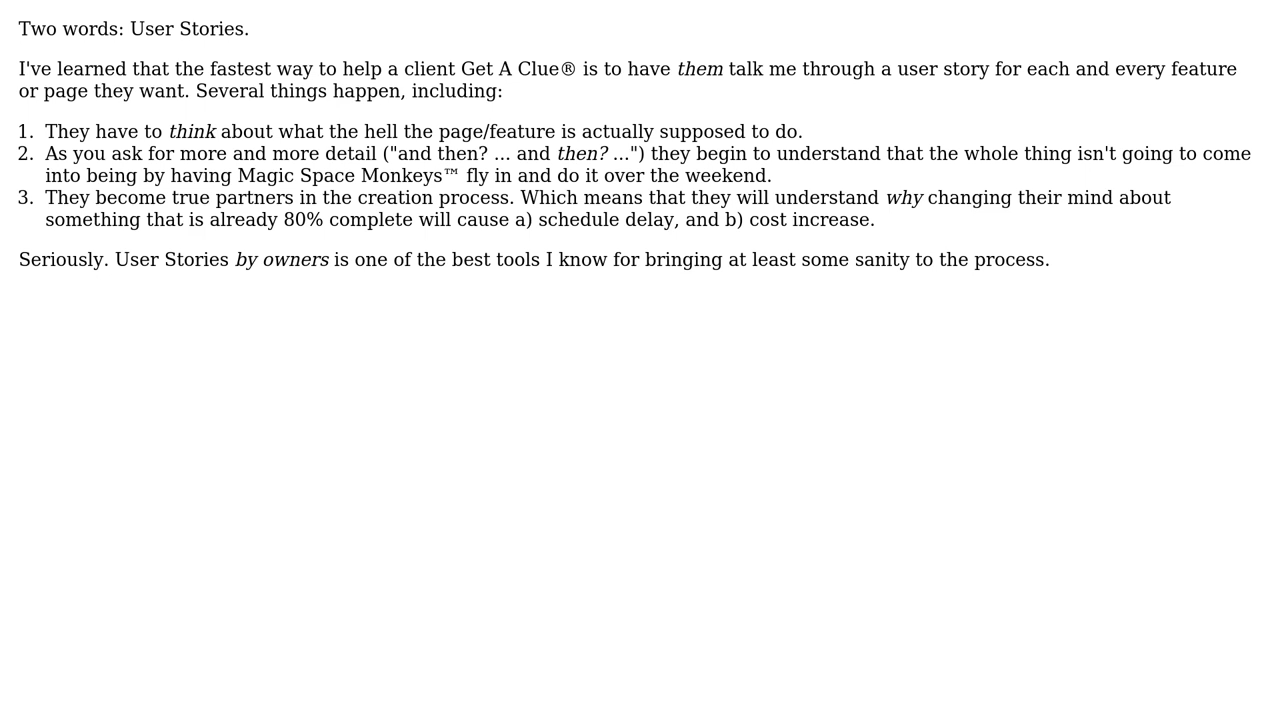 Two words: User Stories.
I've learned that the fastest way to help a client Get A Clue® is to have them talk me through a user story for each and every feature
or page they want. Several things happen, including:
1. They have to think about what the hell the page/feature is actually supposed to do.
2. As you ask for more and more detail ("and then? ... and then? ...") they begin to understand that the whole thing isn't going to come
into being by having Magic Space Monkeys™ fly in and do it over the weekend.
3. They become true partners in the creation process. Which means that they will understand why changing their mind about
something that is already 80% complete will cause a) schedule delay, and b) cost increase.
Seriously. User Stories by owners is one of the best tools I know for bringing at least some sanity to the process.